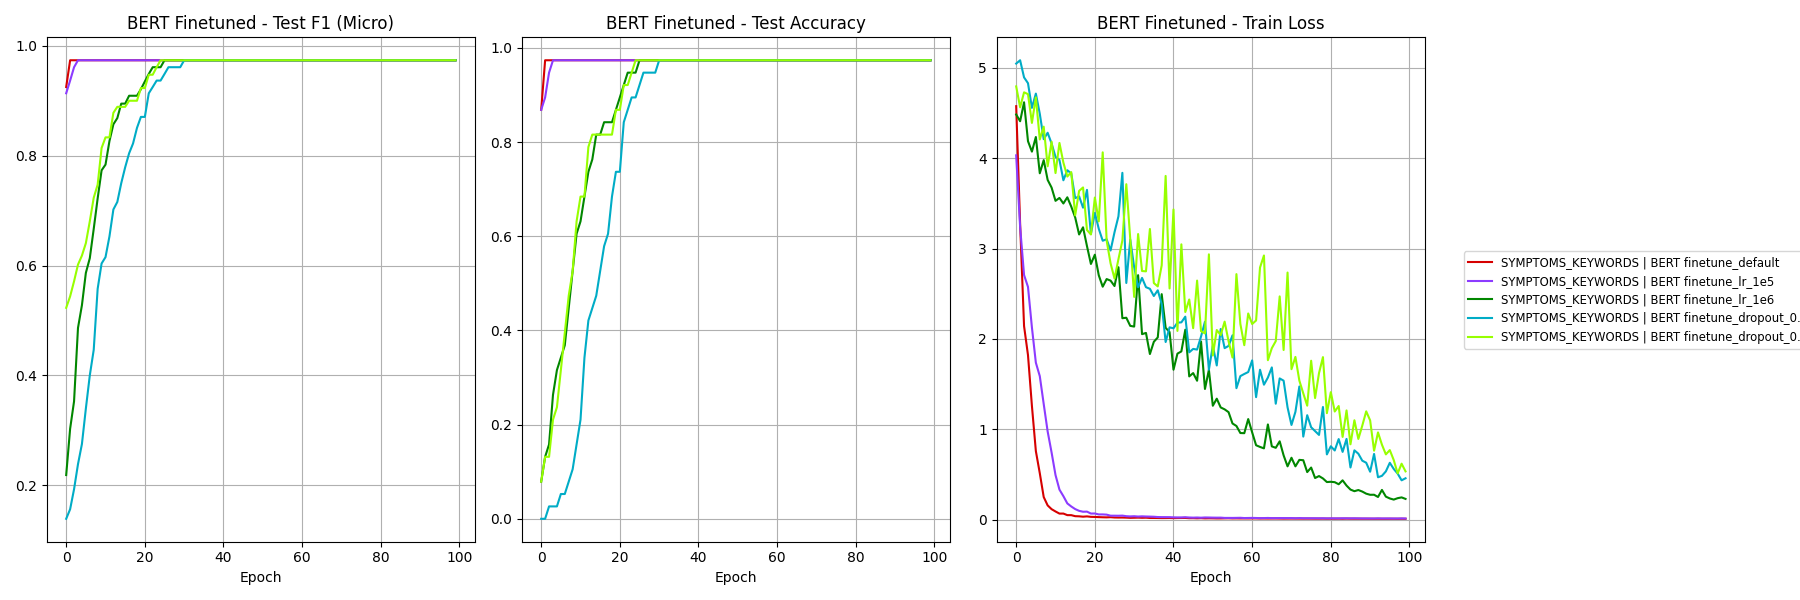 BERT Finetuned - Test F1 (Micro)
1.0
0.8
0.6
0.4
0.2
0 20 40 60 80 100
Epoch
BERT Finetuned - Test Accuracy
1.0
0.8
0.6
0.4
0.2
0.0
0 20 40 60 80 100
Epoch
BERT Finetuned - Train Loss
5
4
3
2
1
0
0 20 40 60 80 100
Epoch
SYMPTOMS_KEYWORDS | BERT finetune_default
SYMPTOMS_KEYWORDS | BERT finetune_lr_1e5
SYMPTOMS_KEYWORDS | BERT finetune_lr_1e6
SYMPTOMS_KEYWORDS | BERT finetune_dropout_0.
SYMPTOMS_KEYWORDS | BERT finetune_dropout_0.